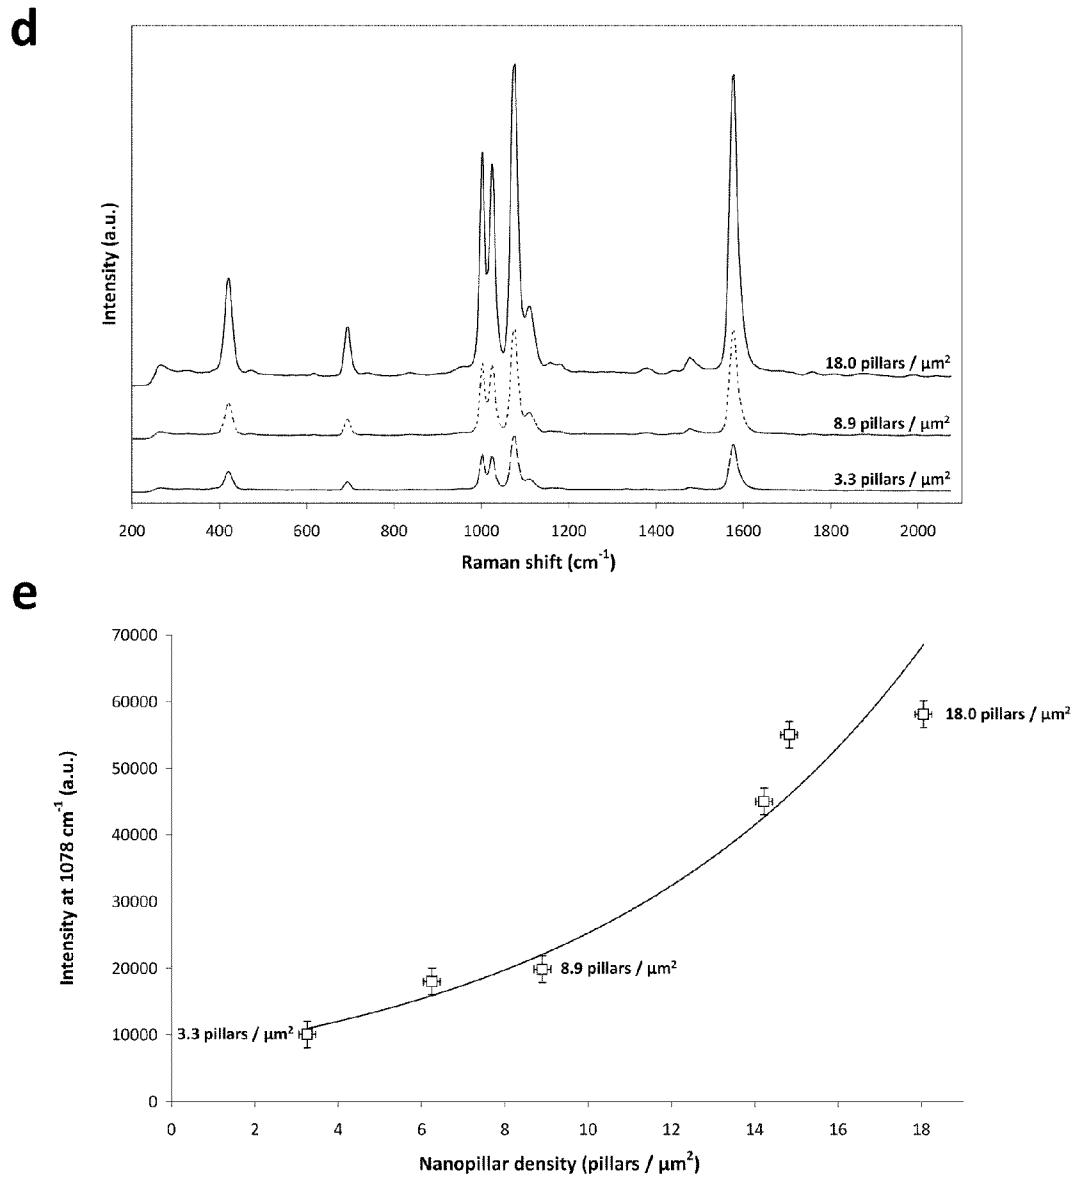 d
Intensity (a.u.)
18.0 pillars / µm²
8.9 pillars / µm²
3.3 pillars / µm²
200 400 600 800 1000 1200 1400 1600 1800 2000
Raman shift (cm⁻¹)
e
70000
60000
50000
40000
30000
20000
10000
0
Intensity at 1078 cm⁻¹ (a.u.)
18.0 pillars / µm²
8.9 pillars / µm²
3.3 pillars / µm²
0 2 4 6 8 10 12 14 16 18
Nanopillar density (pillars / µm²)